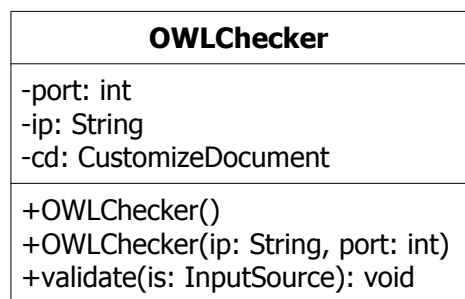 OWLChecker
-port: int
-ip: String
-cd: CustomizeDocument
+OWLChecker()
+OWLChecker(ip: String, port: int)
+validate(is: InputSource): void